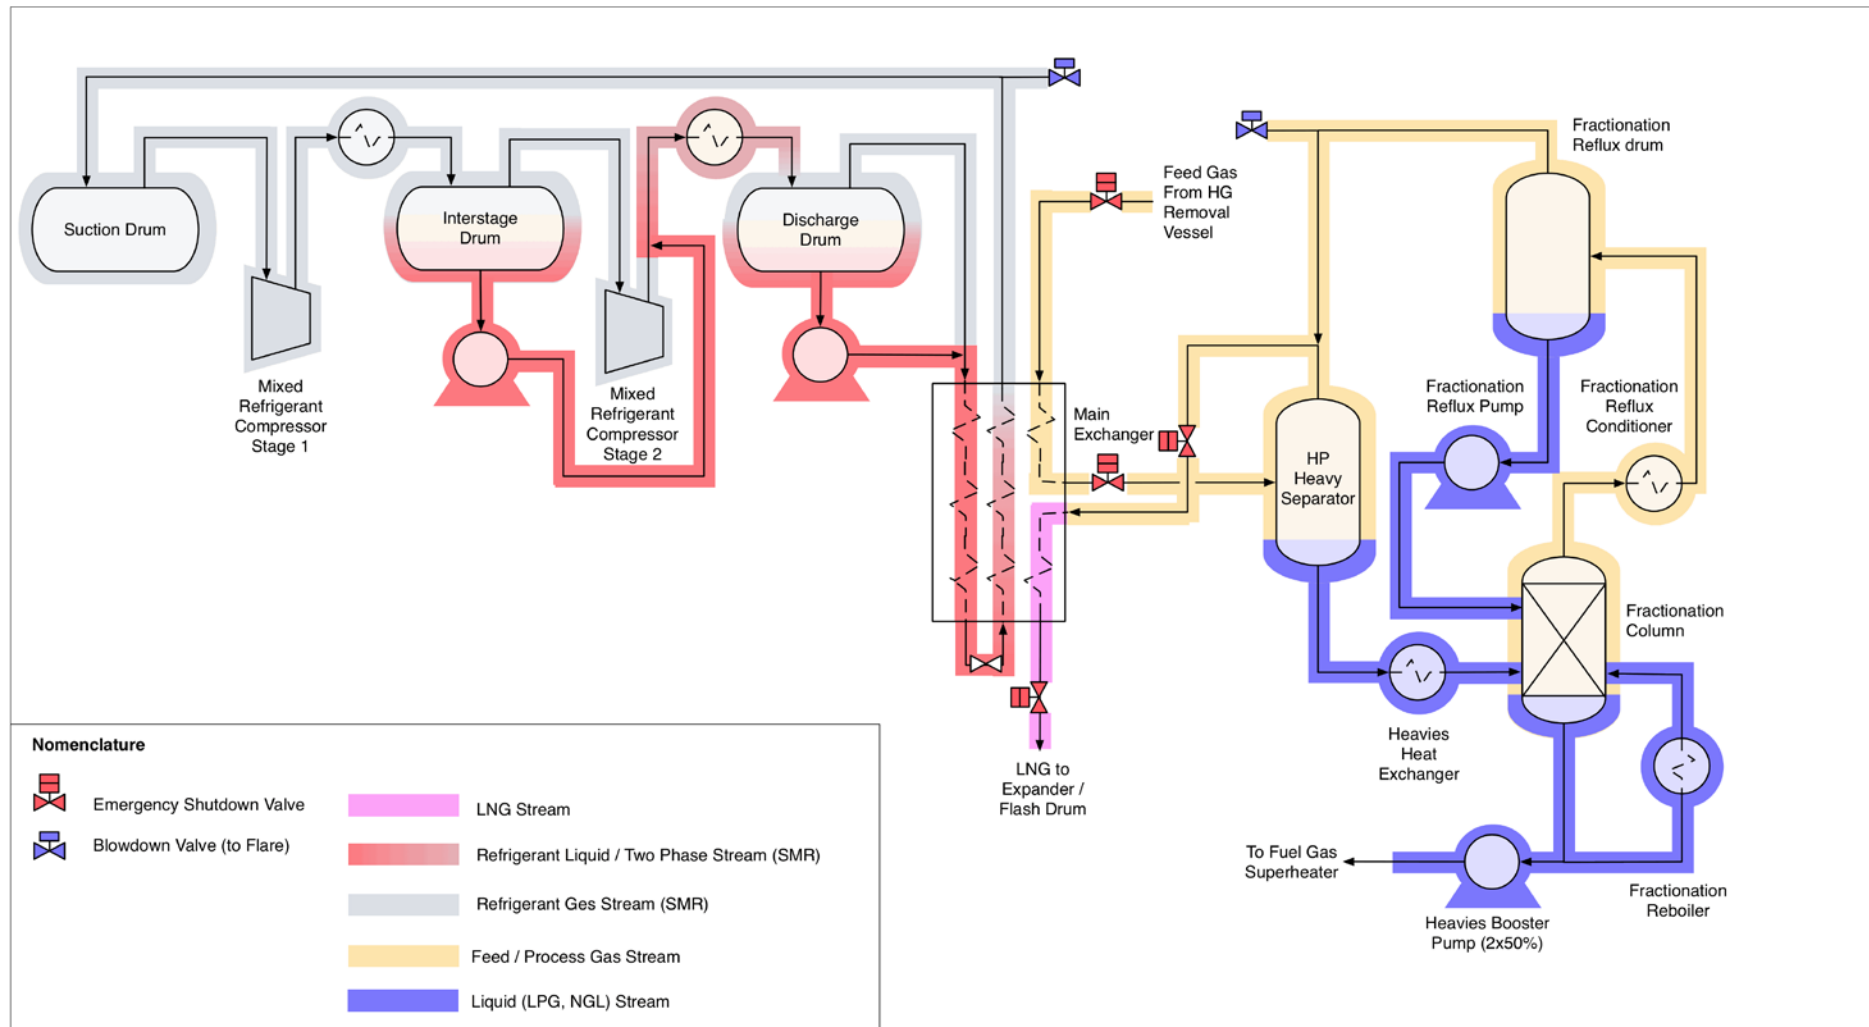 Suction Drum
Mixed
Refrigerant
Compressor
Stage 1
Interstage
Drum
Mixed
Refrigerant
Compressor
Stage 2
Discharge
Drum
Feed Gas
From HG
Removal
Vessel
Main
Exchanger
HP
Heavy
Separator
Fractionation
Reflux drum
Fractionation
Reflux Pump
Fractionation
Reflux
Conditioner
Fractionation
Column
Heavies
Heat
Exchanger
LNG to
Expander /
Flash Drum
To Fuel Gas
Superheater
Heavies Booster
Pump (2x50%)
Fractionation
Reboiler
Nomenclature
Emergency Shutdown Valve
Blowdown Valve (to Flare)
LNG Stream
Refrigerant Liquid / Two Phase Stream (SMR)
Refrigerant Ges Stream (SMR)
Feed / Process Gas Stream
Liquid (LPG, NGL) Stream